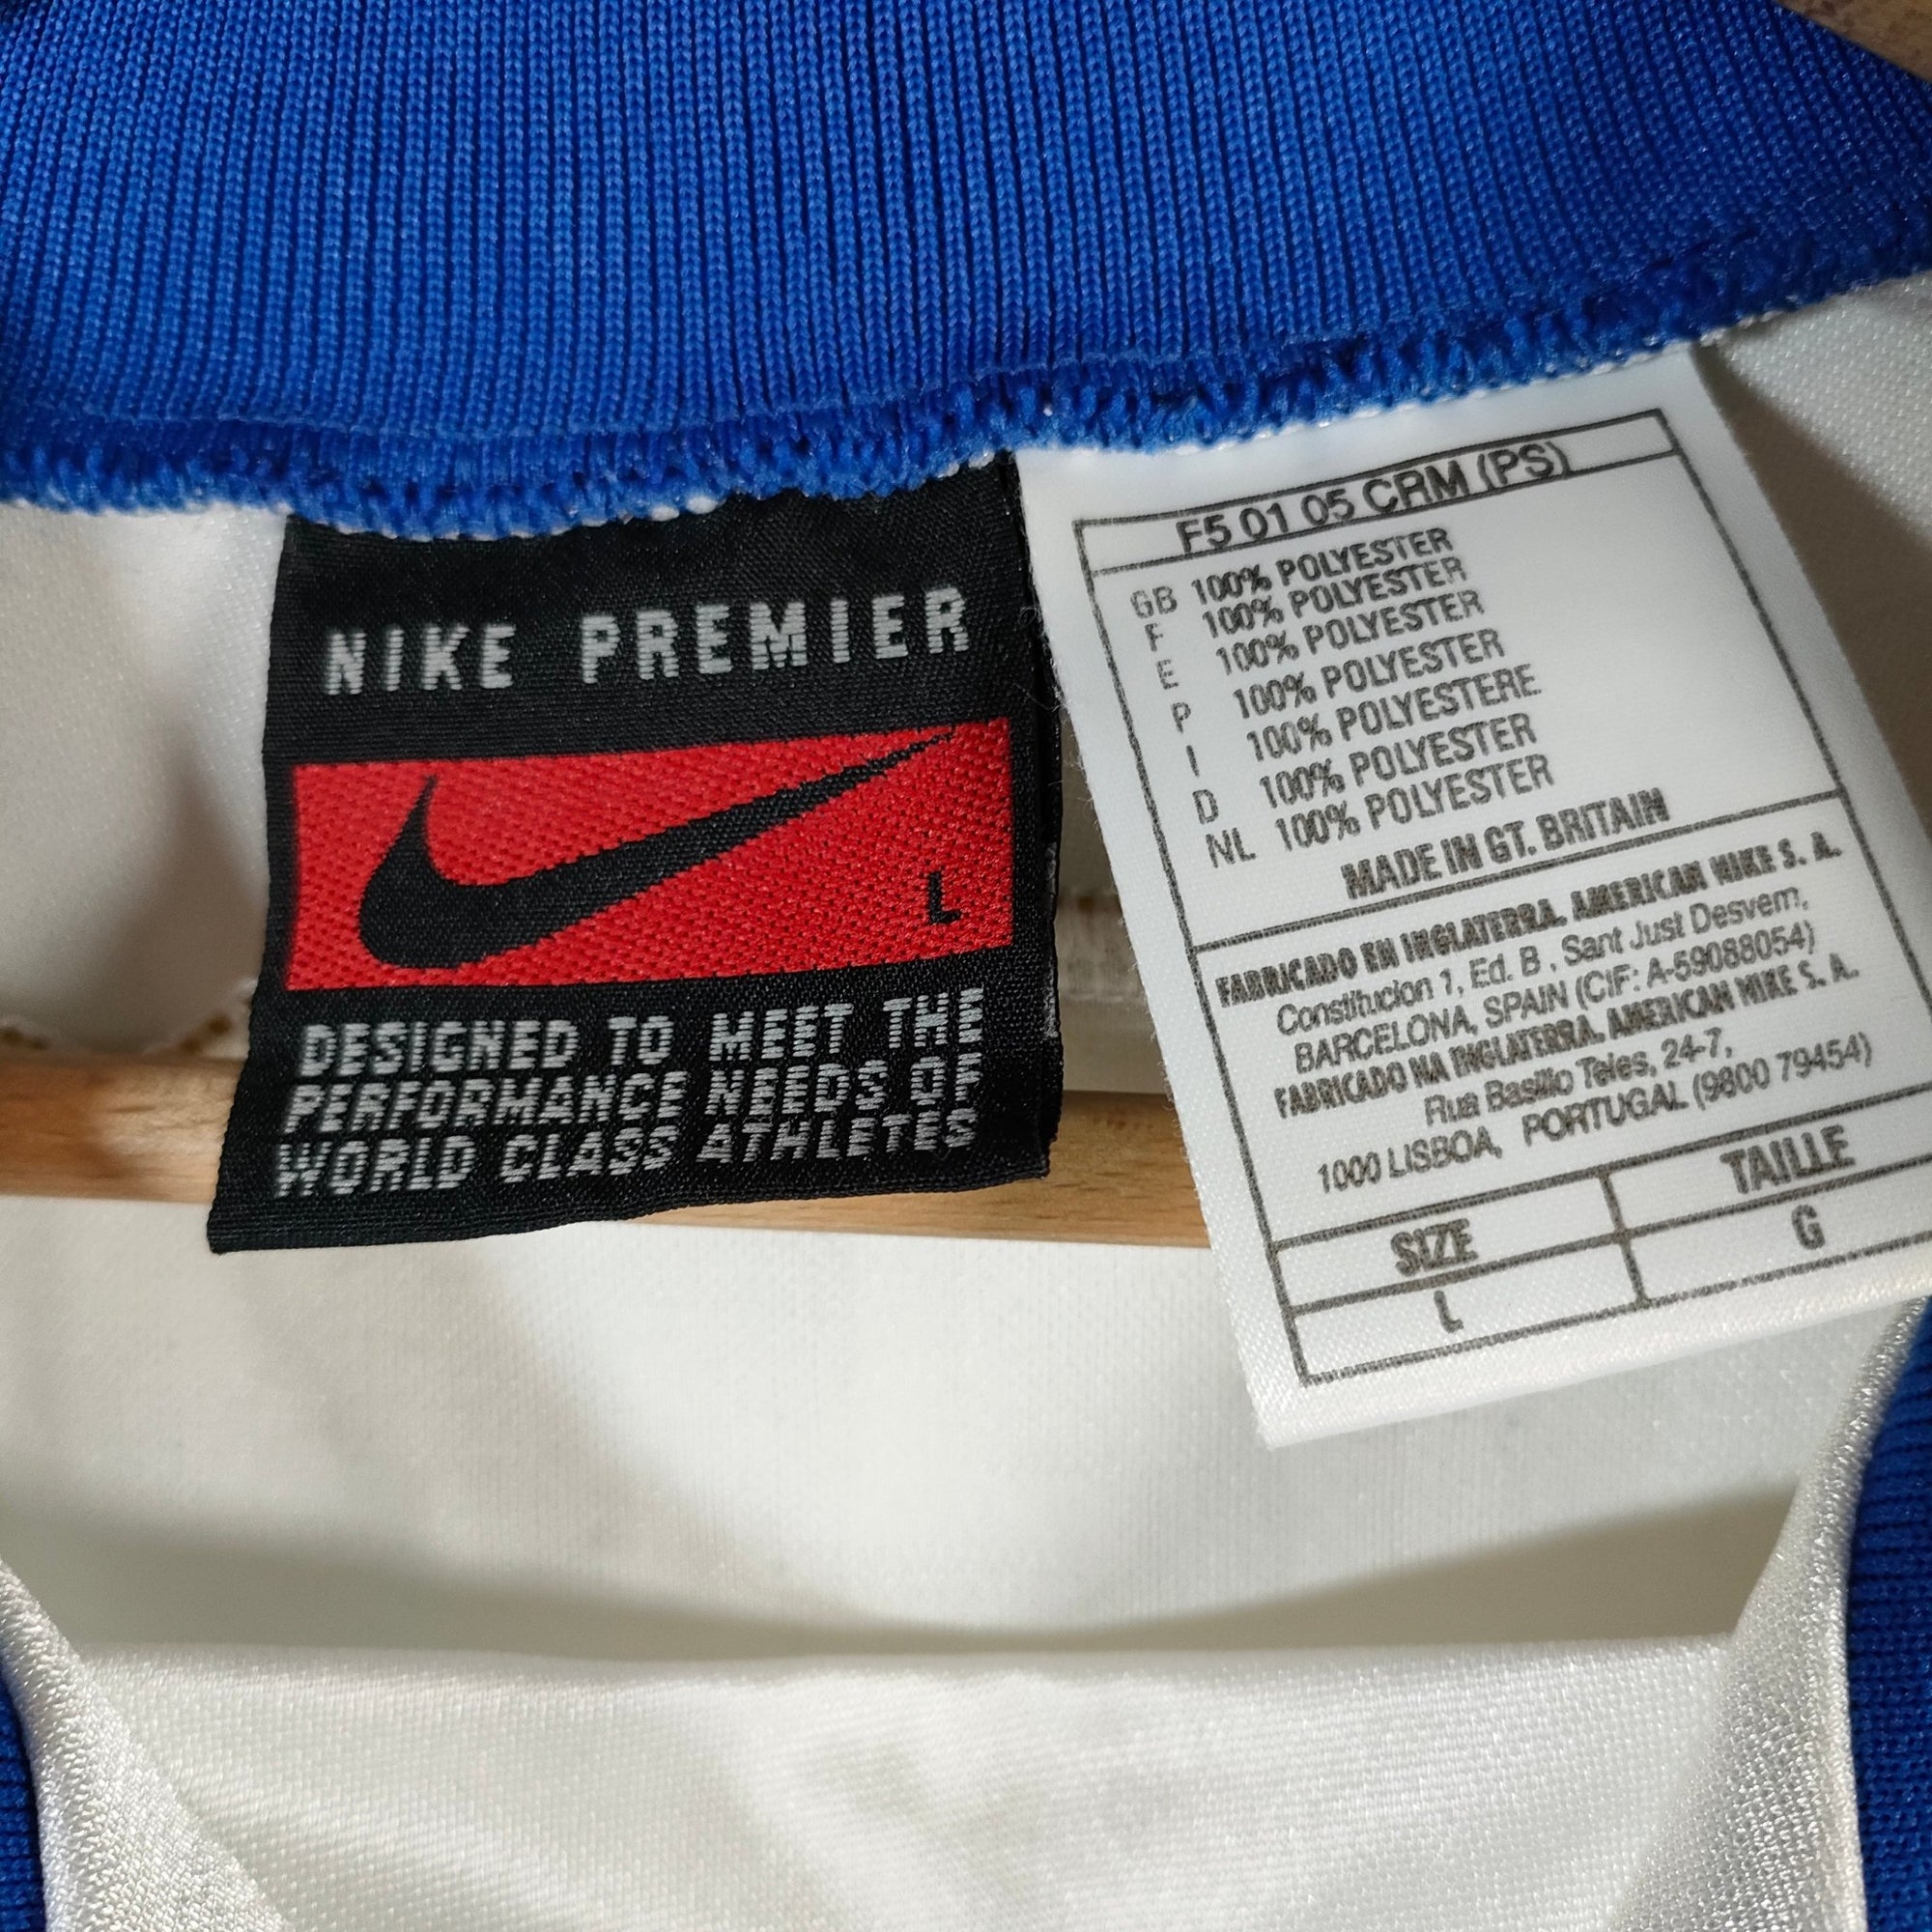 NIKE PREMIER
L
DESIGNED TO MEET THE
PERFORMANCE NEEDS OF
WORLD CLASS ATHLETES
F5 01 05 CRM (PS)
GB 100% POLYESTER
F 100% POLYESTER
E 100% POLYESTER
P 100% POLYESTER
I 100% POLYESTERE
D 100% POLYESTER
NL 100% POLYESTER
MADE IN GT. BRITAIN
FABRICADO EN INGLATERRA. AMERICAN NIKE S. A.
Constitucion 1, Ed. B , Sant Just Desvern,
BARCELONA, SPAIN (CIF: A-59088054)
FABRICADO NA INGLATERRA. AMERICAN NIKE S. A.
Rua Basilio Teles, 24-7,
1000 LISBOA, PORTUGAL (9800 79454)
SIZE TAILLE
L G